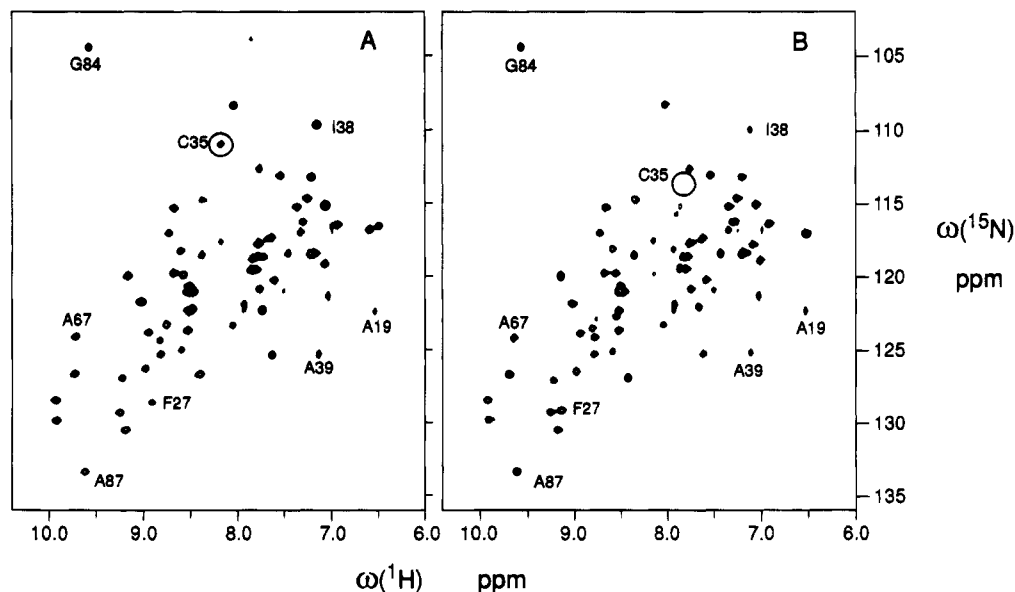 A
G84
C35
I38
A67
A19
A39
F27
A87
10.0 9.0 8.0 7.0 6.0
B
G84
I38
C35
A67
A19
A39
F27
A87
10.0 9.0 8.0 7.0 6.0
105
110
115
120
125
130
135
ω(¹⁵N)
ppm
ω(¹H) ppm